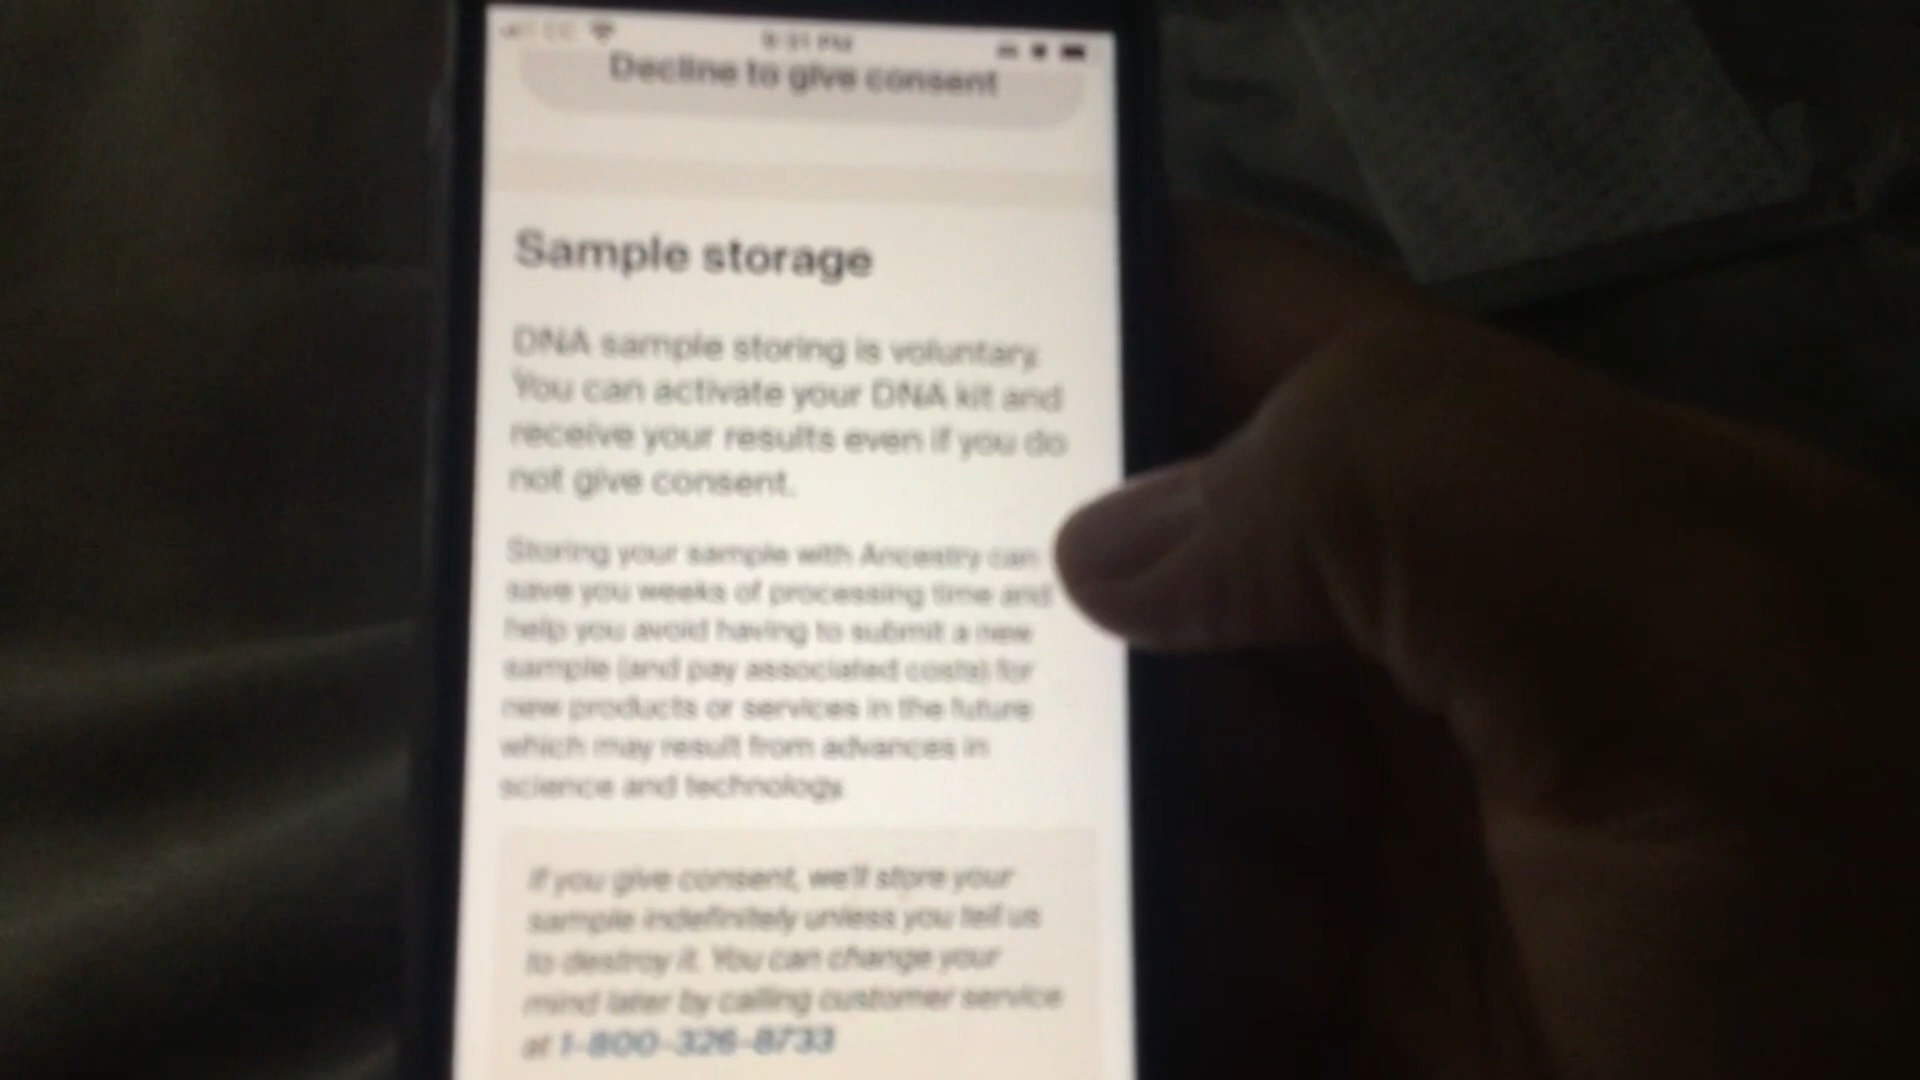 9:31 PM
Decline to give consent
Sample storage
DNA sample storing is voluntary.
You can activate your DNA kit and
receive your results even if you do
not give consent.
Storing your sample with Ancestry can
save you weeks of processing time and
help you avoid having to submit a new
sample (and pay associated costs) for
new products or services in the future
which may result from advances in
science and technology.
If you give consent, we'll store your
sample indefinitely unless you tell us
to destroy it. You can change your
mind later by calling customer service
at 1-800-326-8733